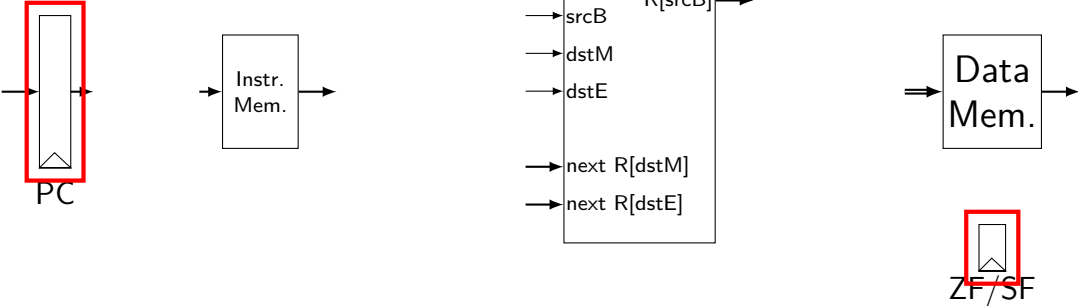 R[srcB]
srcB
dstM
dstE
next R[dstM]
next R[dstE]
PC
Instr.
Mem.
Data
Mem.
ZF/SF